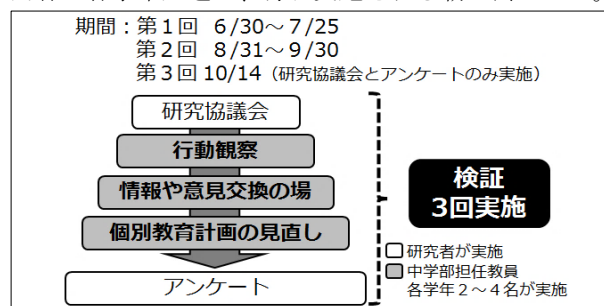 期間：第１回 6/30～7/25
第２回 8/31～9/30
第３回 10/14（研究協議会とアンケートのみ実施）
研究協議会
行動観察
情報や意見交換の場
個別教育計画の見直し
アンケート
検証
3回実施
研究者が実施
中学部担任教員
各学年２～４名が実施